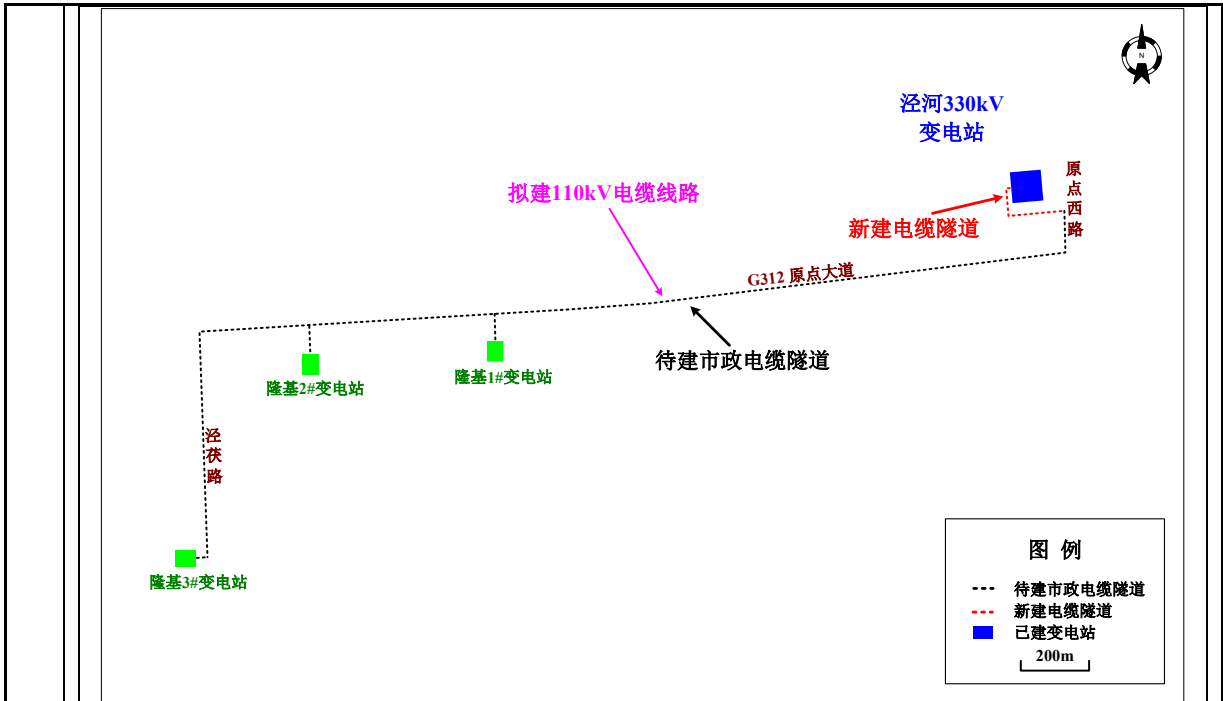 N
泾河330kV
变电站
原点西路
拟建110kV电缆线路
新建电缆隧道
G312 原点大道
待建市政电缆隧道
隆基1#变电站
隆基2#变电站
泾茯路
隆基3#变电站
图 例
待建市政电缆隧道
新建电缆隧道
已建变电站
200m